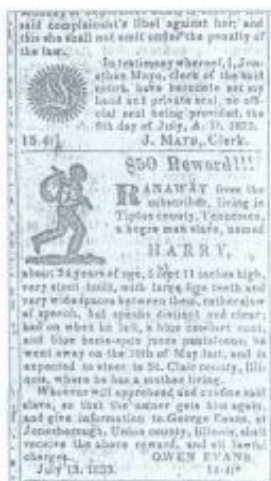 said complainant's libel against her; and
this she shall not omit under the penalty of
the law.
In testimony whereof, I, Jon-
athan Mayo, clerk of the said
court, have hereunto set my
hand and private seal, no offi-
cial seal being provided, the
6th day of July, A. D. 1833.
15-4t J. MAYO, Clerk.
$50 Reward!!!
RANAWAY from the
subscribe, living in
Tipton county, Tennessee,
a negro man slave, named
HARRY,
about 24 years of age, 5 feet 11 inches high,
very stout built, with large fine teeth and
very wide spaces between them, rather slow
of speech, but speaks distinct and clear;
had on when he left, a blue comfort coat,
and blue jeans pantaloons; he
went away on the of May last, and is
expected to steer to St. Clair county, Illi-
nois, where he has a mother living.
Whoever will apprehend and confine said
slave, so that the owner gets him again,
and give information to George Evans, at
Jonesborough, Union county, Illinois, shall
receive the above reward, and all lawful
charges. OWEN EVANS.
July 13, 1833. 14-4t*